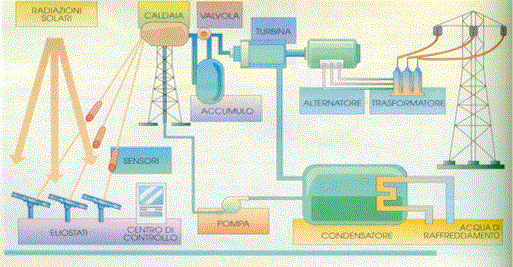 RADIAZIONI
SOLARI
CALDAIA
VALVOLA
TURBINA
ACCUMULO
ALTERNATORE
TRASFORMATORE
SENSORI
ELIOSTATI
CENTRO DI
CONTROLLO
POMPA
CONDENSATORE
ACQUA DI
RAFFREDDAMENTO